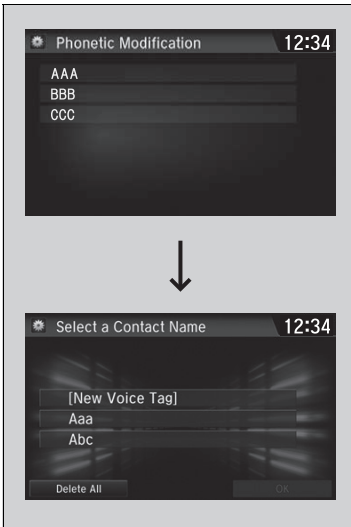 Phonetic Modification 12:34
AAA
BBB
CCC
Select a Contact Name 12:34
[New Voice Tag]
Aaa
Abc
Delete All OK